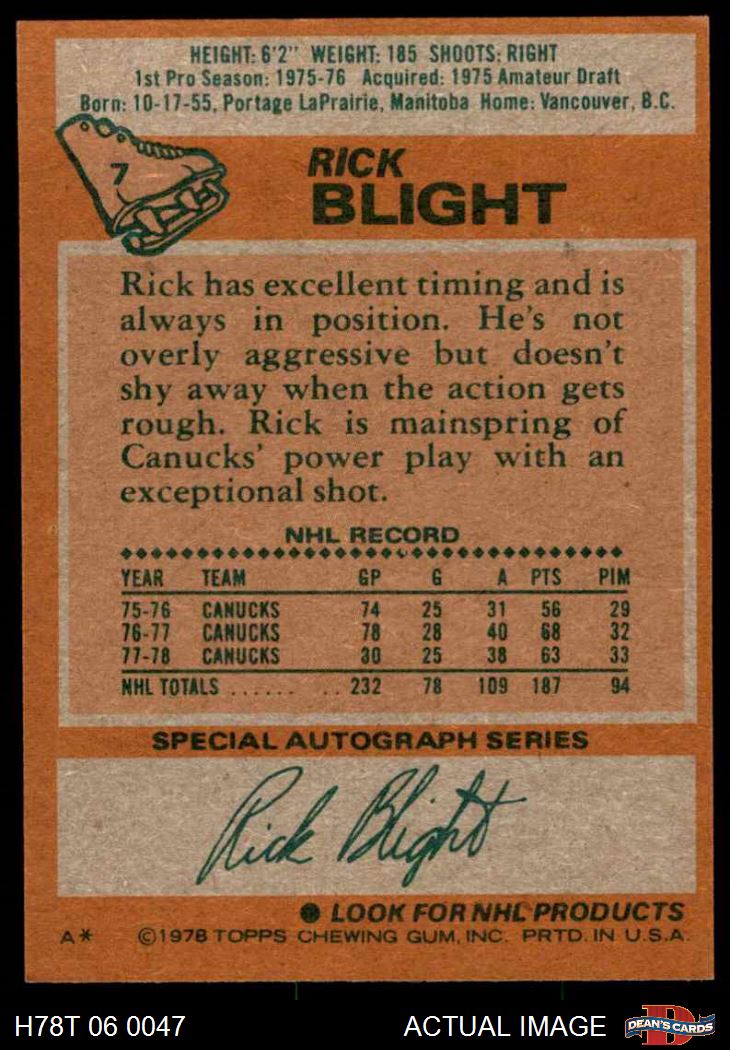 HEIGHT: 6'2" WEIGHT: 185 SHOOTS: RIGHT
1st Pro Season: 1975-76 Acquired: 1975 Amateur Draft
Born: 10-17-55, Portage LaPrairie, Manitoba Home: Vancouver, B.C.
7
RICK
BLIGHT
Rick has excellent timing and is
always in position. He's not
overly aggressive but doesn't
shy away when the action gets
rough. Rick is mainspring of
Canucks' power play with an
exceptional shot.
NHL RECORD
YEAR TEAM GP G A PTS PIM
75-76 CANUCKS 74 25 31 56 29
76-77 CANUCKS 78 28 40 68 32
77-78 CANUCKS 80 25 38 63 33
NHL TOTALS ...... .. 232 78 109 187 94
SPECIAL AUTOGRAPH SERIES
Rick Blight
LOOK FOR NHL PRODUCTS
A* ©1978 TOPPS CHEWING GUM, INC. PRTD. IN U.S.A.
H78T 06 0047 ACTUAL IMAGE D DEAN'S CARDS